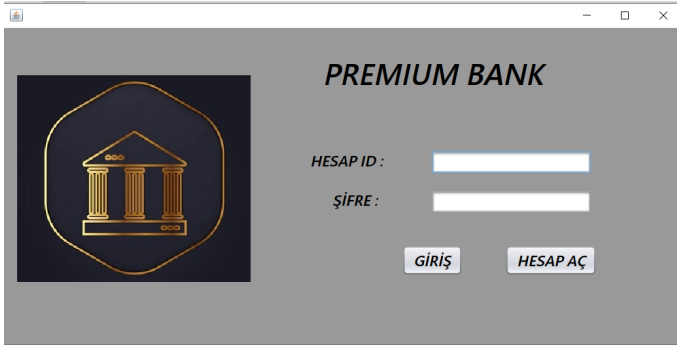 PREMIUM BANK
HESAP ID :
ŞİFRE :
GİRİŞ
HESAP AÇ